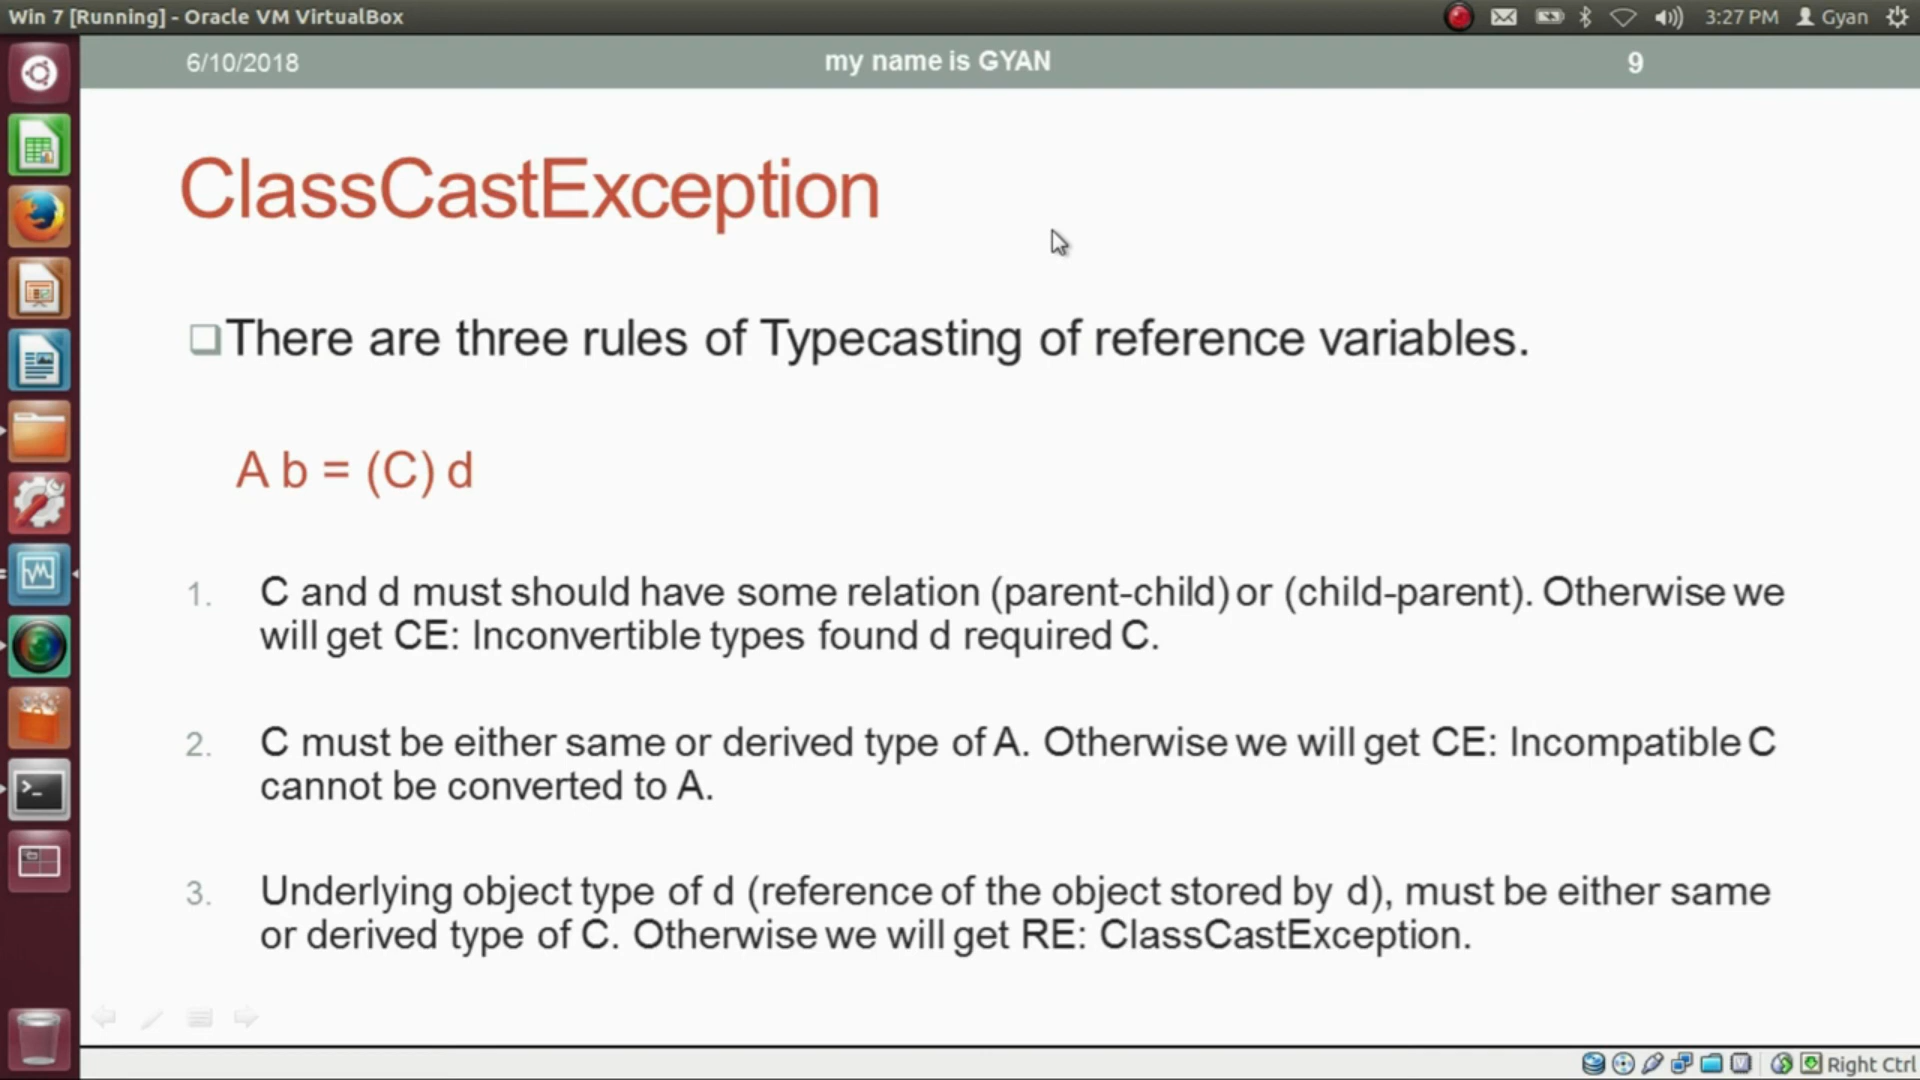 Win 7 [Running] - Oracle VM VirtualBox
3:27 PM Gyan
6/10/2018 my name is GYAN 9
ClassCastException
There are three rules of Typecasting of reference variables.
A b = (C) d
1. C and d must should have some relation (parent-child) or (child-parent). Otherwise we
will get CE: Inconvertible types found d required C.
2. C must be either same or derived type of A. Otherwise we will get CE: Incompatible C
cannot be converted to A.
3. Underlying object type of d (reference of the object stored by d), must be either same
or derived type of C. Otherwise we will get RE: ClassCastException.
Right Ctrl